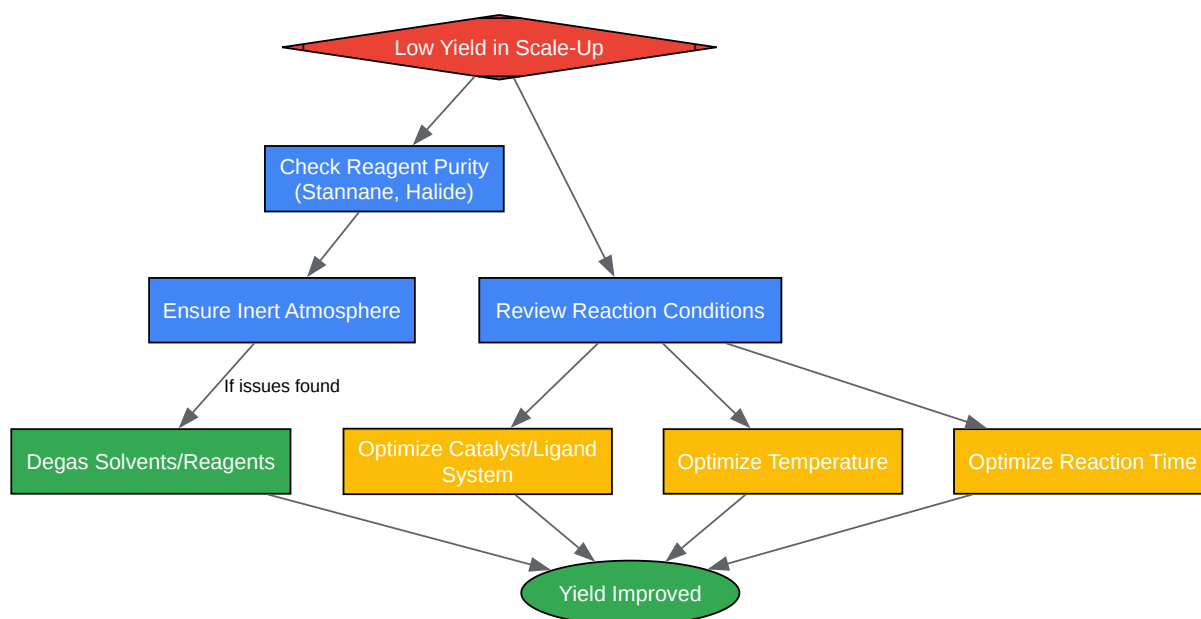 Low Yield in Scale-Up
Check Reagent Purity
(Stannane, Halide)
Ensure Inert Atmosphere
Review Reaction Conditions
If issues found
Degas Solvents/Reagents
Optimize Catalyst/Ligand
System
Optimize Temperature
Optimize Reaction Time
Yield Improved